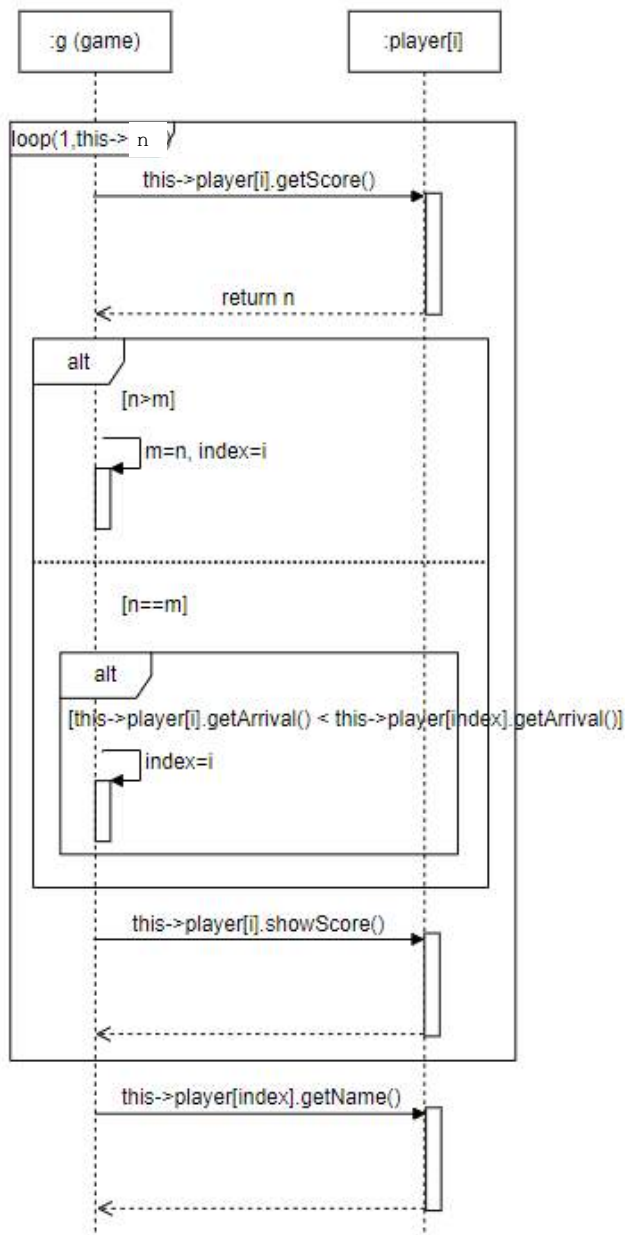 :g (game)
:player[i]
loop(1,this-> n )
this->player[i].getScore()
return n
alt
[n>m]
m=n, index=i
[n==m]
alt
[this->player[i].getArrival() < this->player[index].getArrival()]
index=i
this->player[i].showScore()
this->player[index].getName()